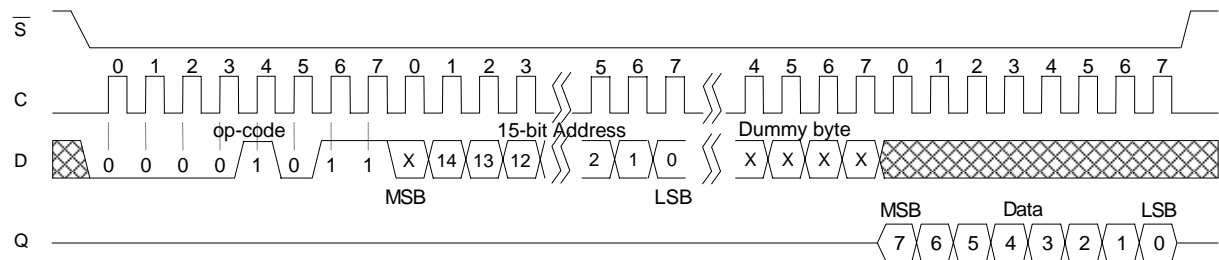 S
0 1 2 3 4 5 6 7 0 1 2 3 5 6 7 4 5 6 7 0 1 2 3 4 5 6 7
C
op-code 15-bit Address Dummy byte
D 0 0 0 0 1 0 1 1 X 14 13 12 2 1 0 X X X X
MSB LSB
MSB Data LSB
Q 7 6 5 4 3 2 1 0